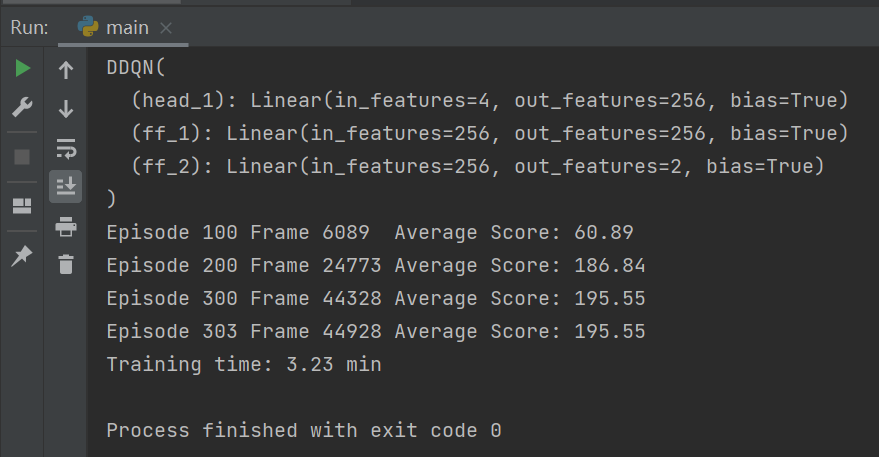 Run: main
DDQN(
(head_1): Linear(in_features=4, out_features=256, bias=True)
(ff_1): Linear(in_features=256, out_features=256, bias=True)
(ff_2): Linear(in_features=256, out_features=2, bias=True)
)
Episode 100 Frame 6089  Average Score: 60.89
Episode 200 Frame 24773 Average Score: 186.84
Episode 300 Frame 44328 Average Score: 195.55
Episode 303 Frame 44928 Average Score: 195.55
Training time: 3.23 min
Process finished with exit code 0